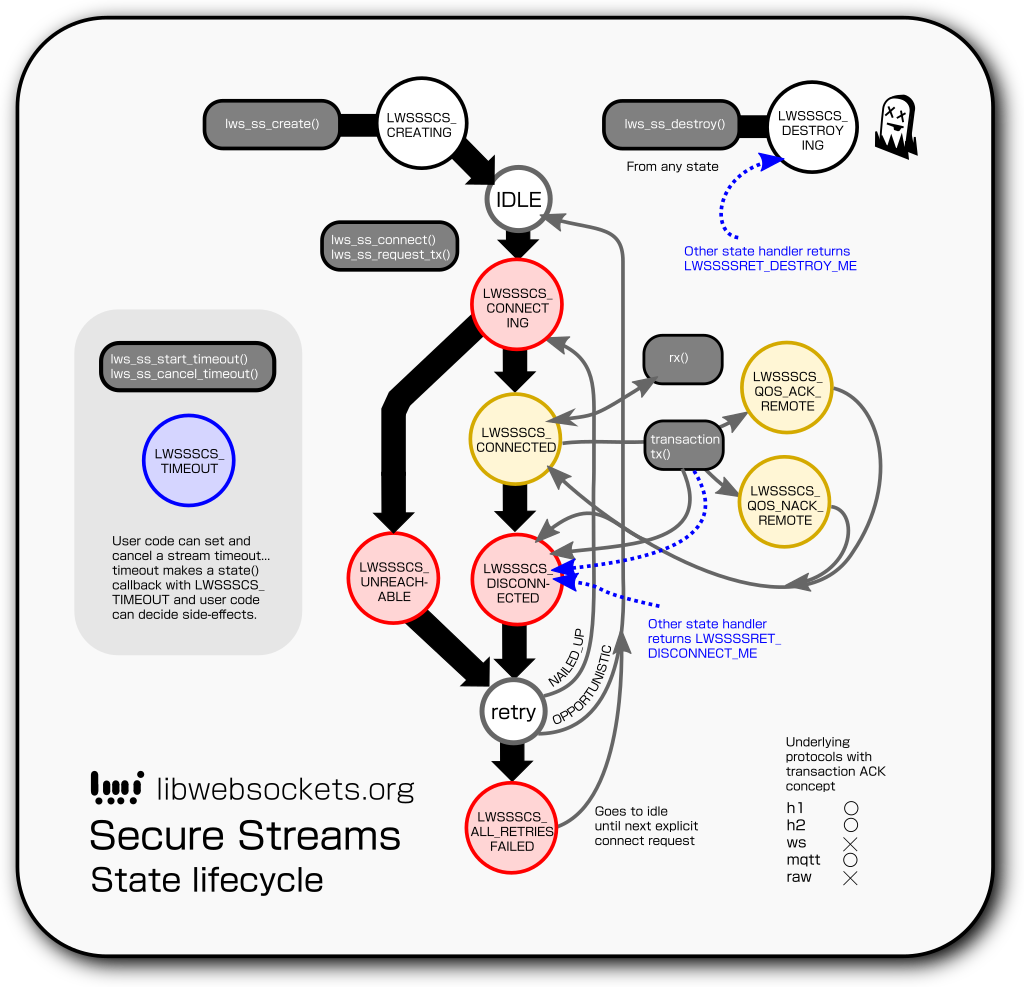 lws_ss_create()
LWSSSCS_
CREATING
lws_ss_destroy()
LWSSSCS_
DESTROY
ING
From any state
IDLE
lws_ss_connect()
lws_ss_request_tx()
Other state handler returns
LWSSSSRET_DESTROY_ME
LWSSSCS_
CONNECT
ING
lws_ss_start_timeout()
lws_ss_cancel_timeout()
rx()
LWSSSCS_
QOS_ACK_
REMOTE
LWSSSCS_
TIMEOUT
LWSSSCS_
CONNECTED
transaction
tx()
LWSSSCS_
QOS_NACK_
REMOTE
User code can set and
cancel a stream timeout...
timeout makes a state()
callback with LWSSSCS_
TIMEOUT and user code
can decide side-effects.
LWSSSCS_
UNREACH-
ABLE
LWSSSCS_
DISCONN-
ECTED
Other state handler
returns LWSSSSRET_
DISCONNECT_ME
NAILED_UP
OPPORTUNISTIC
retry
LWSSSCS_
ALL_RETRIES
FAILED
Goes to idle
until next explicit
connect request
Underlying
protocols with
transaction ACK
concept
h1 ○
h2 ○
ws ×
mqtt ○
raw ×
libwebsockets.org
Secure Streams
State lifecycle